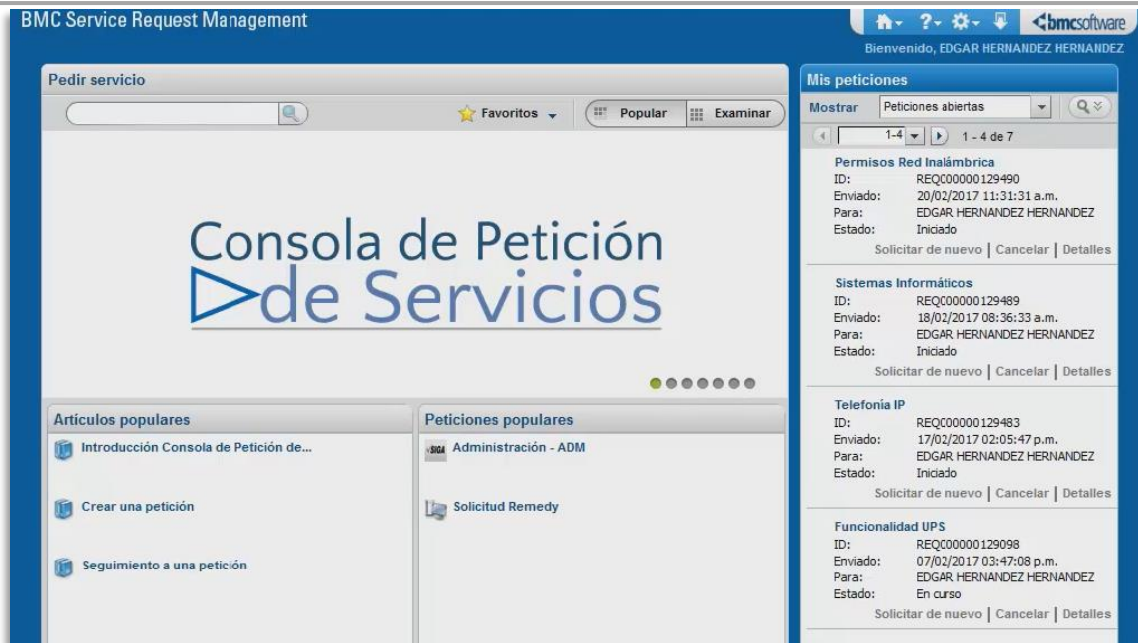 BMC Service Request Management
bmcsoftware
Bienvenido, EDGAR HERNANDEZ HERNANDEZ
Pedir servicio
Favoritos
Popular
Examinar
Consola de Petición
de Servicios
Artículos populares
Introducción Consola de Petición de...
Crear una petición
Seguimiento a una petición
Peticiones populares
SIGA
Administración - ADM
Solicitud Remedy
Mis peticiones
Mostrar Peticiones abiertas
1-4 1 - 4 de 7
Permisos Red Inalámbrica
ID: REQ000000129490
Enviado: 20/02/2017 11:31:31 a.m.
Para: EDGAR HERNANDEZ HERNANDEZ
Estado: Iniciado
Solicitar de nuevo | Cancelar | Detalles
Sistemas Informáticos
ID: REQ000000129489
Enviado: 18/02/2017 08:36:33 a.m.
Para: EDGAR HERNANDEZ HERNANDEZ
Estado: Iniciado
Solicitar de nuevo | Cancelar | Detalles
Telefonía IP
ID: REQ000000129483
Enviado: 17/02/2017 02:05:47 p.m.
Para: EDGAR HERNANDEZ HERNANDEZ
Estado: Iniciado
Solicitar de nuevo | Cancelar | Detalles
Funcionalidad UPS
ID: REQ000000129098
Enviado: 07/02/2017 03:47:08 p.m.
Para: EDGAR HERNANDEZ HERNANDEZ
Estado: En curso
Solicitar de nuevo | Cancelar | Detalles